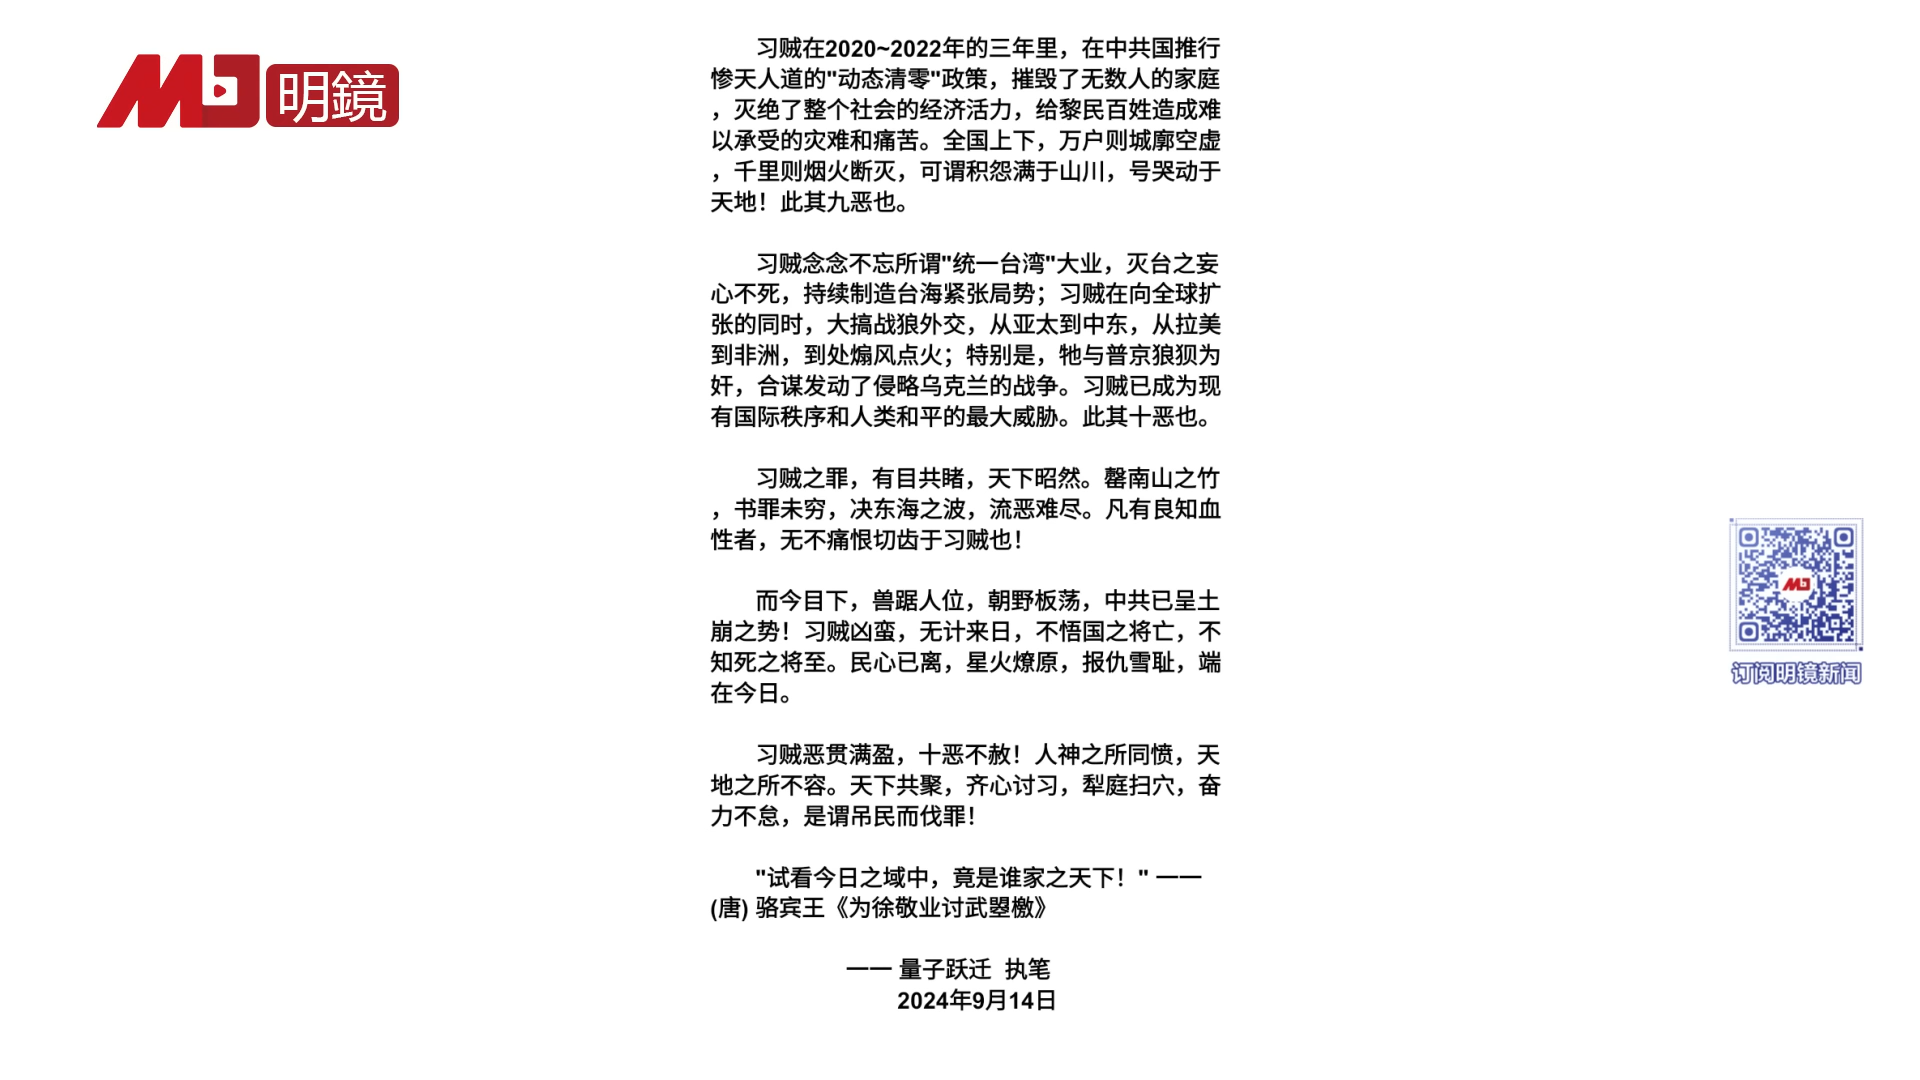 MJ 明鏡
习贼在2020~2022年的三年里，在中共国推行
惨天人道的"动态清零"政策，摧毁了无数人的家庭
，灭绝了整个社会的经济活力，给黎民百姓造成难
以承受的灾难和痛苦。全国上下，万户则城廓空虚
，千里则烟火断灭，可谓积怨满于山川，号哭动于
天地！此其九恶也。
习贼念念不忘所谓"统一台湾"大业，灭台之妄
心不死，持续制造台海紧张局势；习贼在向全球扩
张的同时，大搞战狼外交，从亚太到中东，从拉美
到非洲，到处煽风点火；特别是，牠与普京狼狈为
奸，合谋发动了侵略乌克兰的战争。习贼已成为现
有国际秩序和人类和平的最大威胁。此其十恶也。
习贼之罪，有目共睹，天下昭然。罄南山之竹
，书罪未穷，决东海之波，流恶难尽。凡有良知血
性者，无不痛恨切齿于习贼也！
而今目下，兽踞人位，朝野板荡，中共已呈土
崩之势！习贼凶蛮，无计来日，不悟国之将亡，不
知死之将至。民心已离，星火燎原，报仇雪耻，端
在今日。
习贼恶贯满盈，十恶不赦！人神之所同愤，天
地之所不容。天下共聚，齐心讨习，犁庭扫穴，奋
力不怠，是谓吊民而伐罪！
"试看今日之域中，竟是谁家之天下！" 一一
(唐) 骆宾王《为徐敬业讨武曌檄》
一一 量子跃迁 执笔
2024年9月14日
MJ
订阅明镜新闻